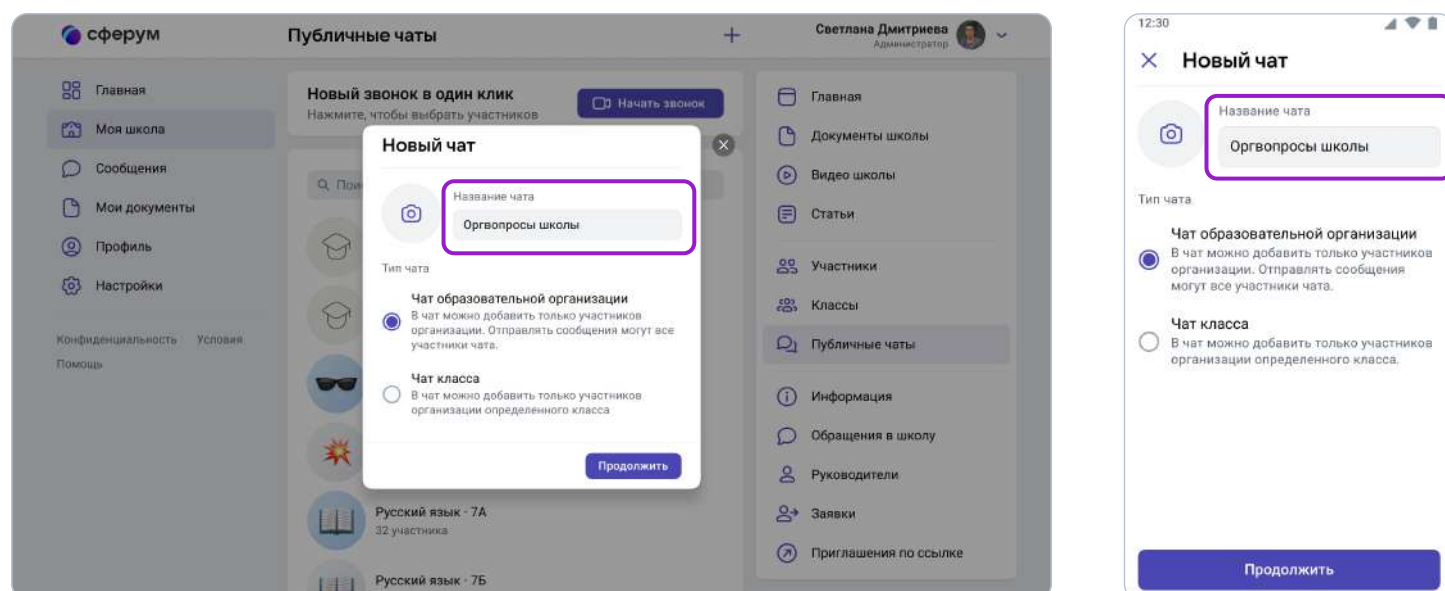 сферум
Публичные чаты
Светлана Дмитриева
Администратор
Главная
Моя школа
Сообщения
Мои документы
Профиль
Настройки
Конфиденциальность Условия
Помощь
Новый звонок в один клик
Нажмите, чтобы выбрать участников
Начать звонок
Новый чат
Название чата
Оргвопросы школы
Тип чата
Чат образовательной организации
В чат можно добавить только участников
организации. Отправлять сообщения могут все
участники чата.
Чат класса
В чат можно добавить только участников
организации определенного класса
Продолжить
Русский язык · 7А
32 участника
Русский язык · 7Б
Главная
Документы школы
Видео школы
Статьи
Участники
Классы
Публичные чаты
Информация
Обращения в школу
Руководители
Заявки
Приглашения по ссылке
12:30
Новый чат
Название чата
Оргвопросы школы
Тип чата
Чат образовательной организации
В чат можно добавить только участников
организации. Отправлять сообщения
могут все участники чата.
Чат класса
В чат можно добавить только участников
организации определенного класса.
Продолжить